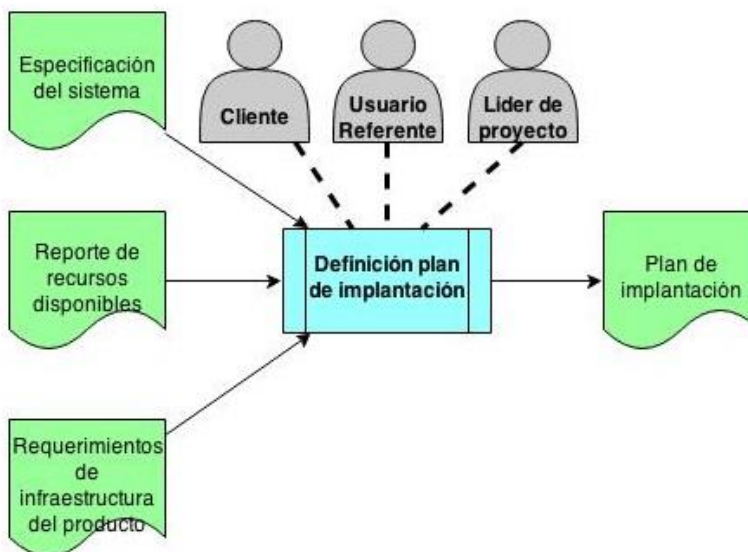 Especificación
del sistema
Cliente
Usuario
Referente
Lider de
proyecto
Reporte de
recursos
disponibles
Definición plan
de implantación
Plan de
implantación
Requerimientos
de
infraestructura
del producto